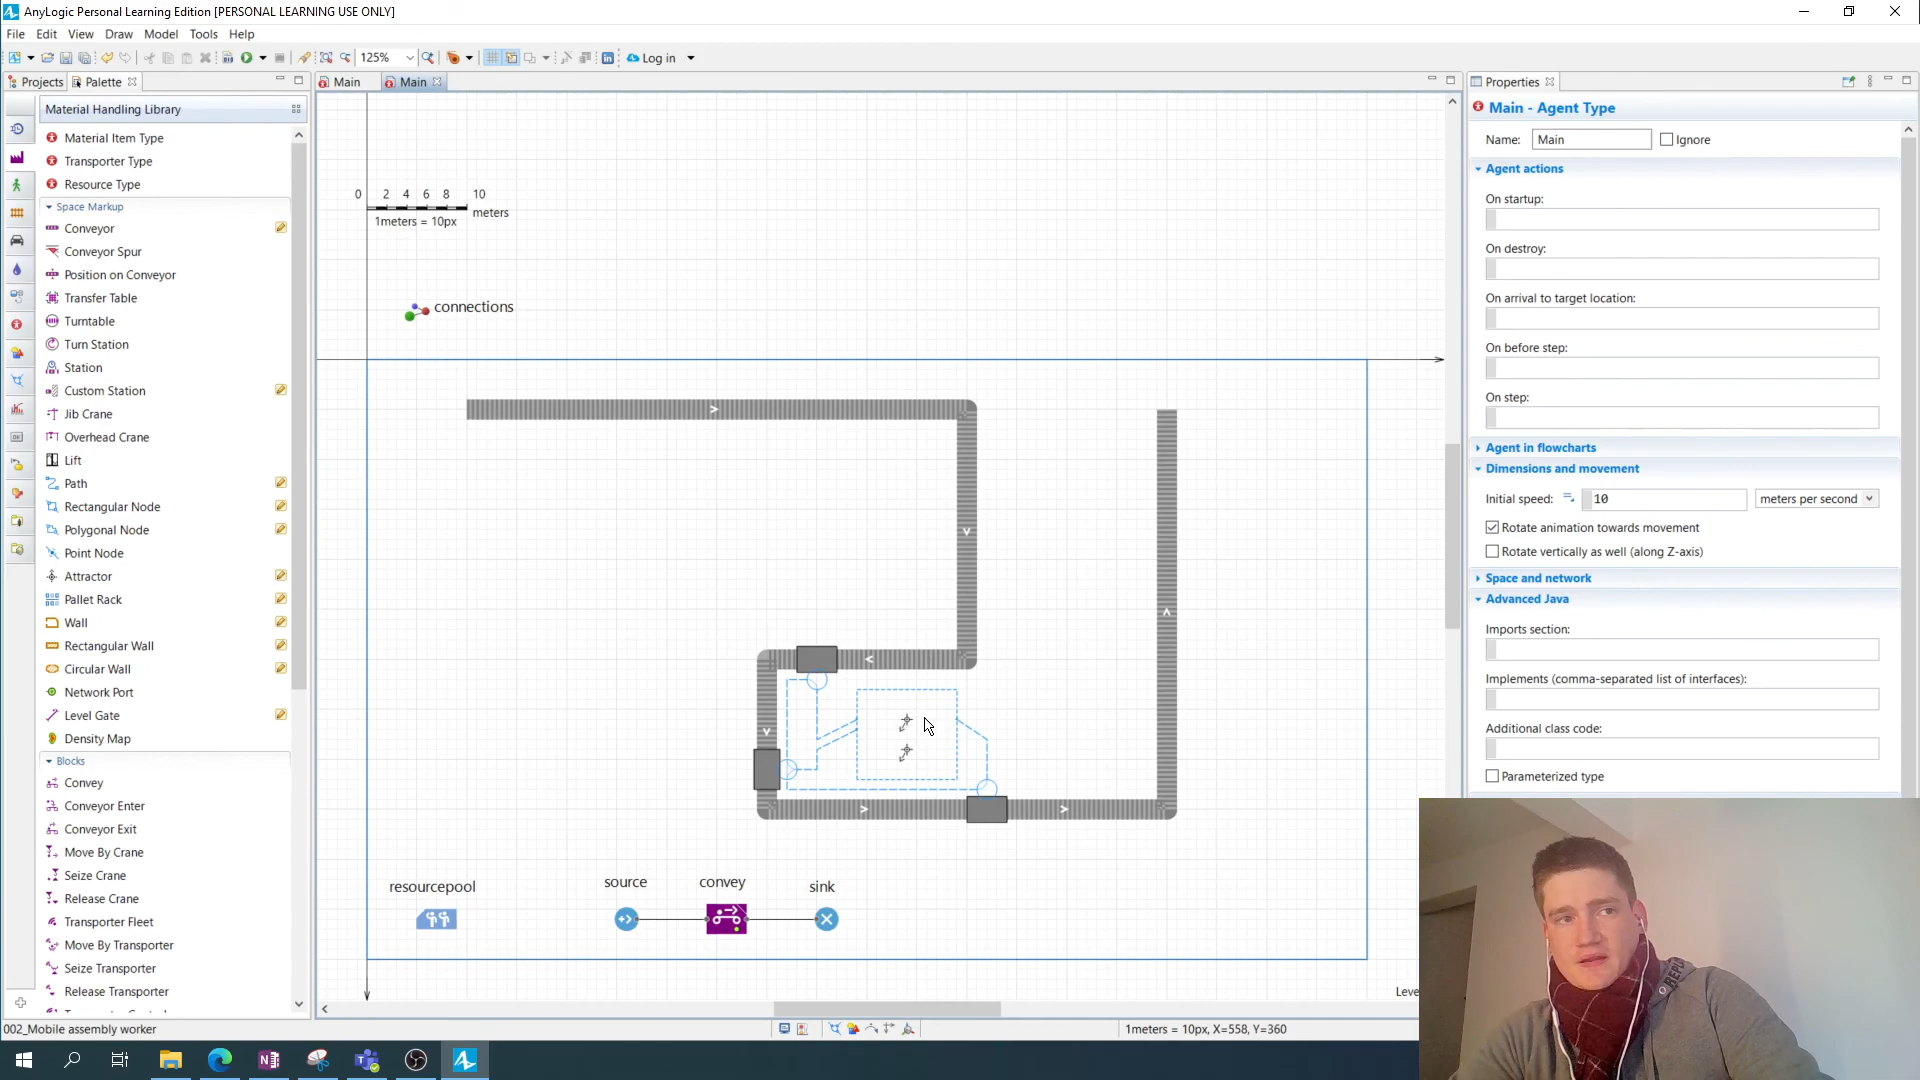 AnyLogic Personal Learning Edition [PERSONAL LEARNING USE ONLY]
File Edit View Draw Model Tools Help
125% Log in
Projects Palette Main Main Properties
Material Handling Library
Material Item Type
Transporter Type
Resource Type
Space Markup
Conveyor
Conveyor Spur
Position on Conveyor
Transfer Table
Turntable
Turn Station
Station
Custom Station
Jib Crane
Overhead Crane
Lift
Path
Rectangular Node
Polygonal Node
Point Node
Attractor
Pallet Rack
Wall
Rectangular Wall
Circular Wall
Network Port
Level Gate
Density Map
Blocks
Convey
Conveyor Enter
Conveyor Exit
Move By Crane
Seize Crane
Release Crane
Transporter Fleet
Move By Transporter
Seize Transporter
Release Transporter
0 2 4 6 8 10
meters
1meters = 10px
connections
resourcepool
source
convey
sink
Leve
Main - Agent Type
Name: Main Ignore
Agent actions
On startup:
On destroy:
On arrival to target location:
On before step:
On step:
Agent in flowcharts
Dimensions and movement
Initial speed: 10 meters per second
Rotate animation towards movement
Rotate vertically as well (along Z-axis)
Space and network
Advanced Java
Imports section:
Implements (comma-separated list of interfaces):
Additional class code:
Parameterized type
002_Mobile assembly worker
1meters = 10px, X=558, Y=360